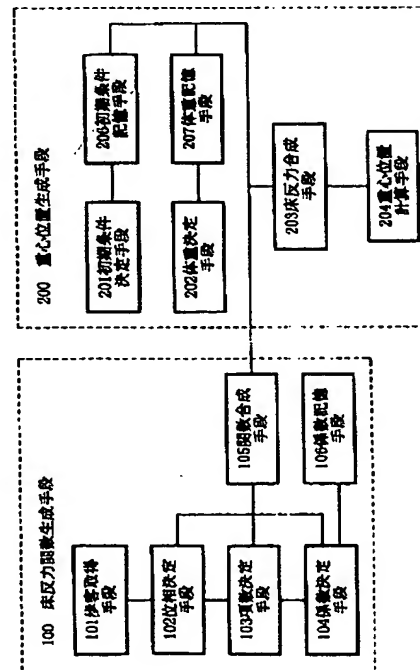 100 床反力関数生成手段
101接客取得
手段
102位相決定
手段
103項数決定
手段
104係数決定
手段
105関数合成
手段
106係数記憶
手段
200 重心位置生成手段
201初期条件
決定手段
206初期条件
記憶手段
202体重決定
手段
207体重記憶
手段
203床反力合成
手段
204重心位置
計算手段